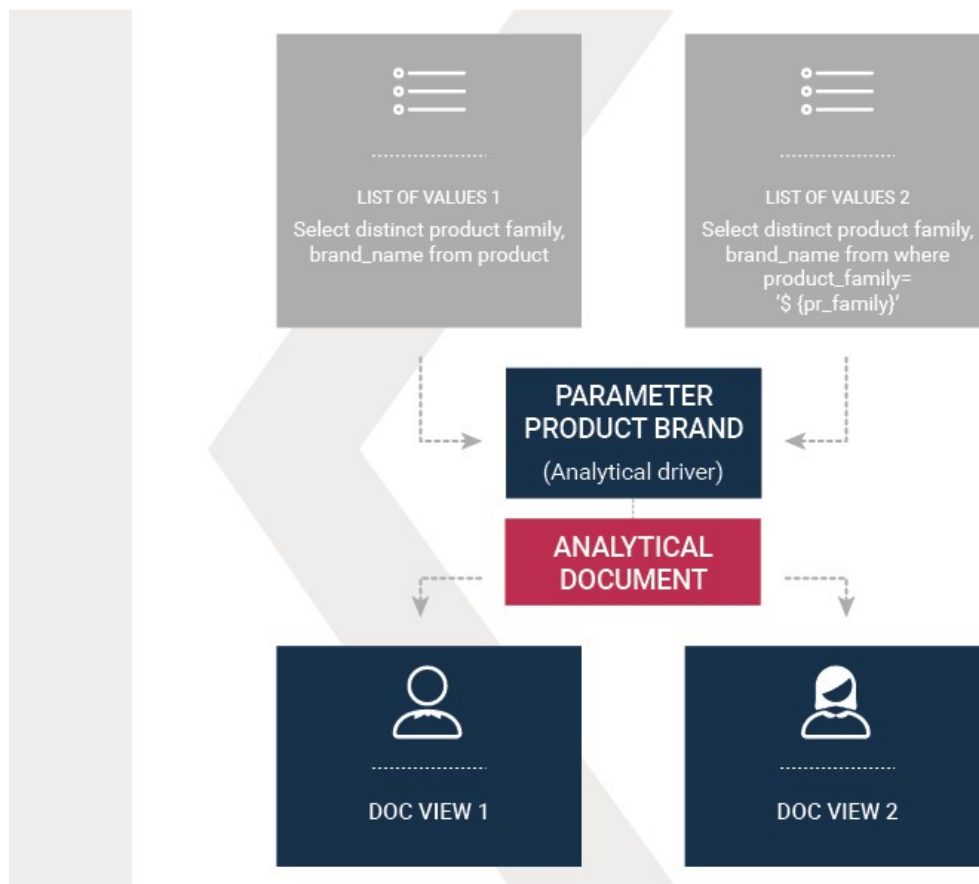 LIST OF VALUES 1
Select distinct product family,
brand_name from product
LIST OF VALUES 2
Select distinct product family,
brand_name from where
product_family=
'$ {pr_family}'
PARAMETER
PRODUCT BRAND
(Analytical driver)
ANALYTICAL
DOCUMENT
DOC VIEW 1
DOC VIEW 2